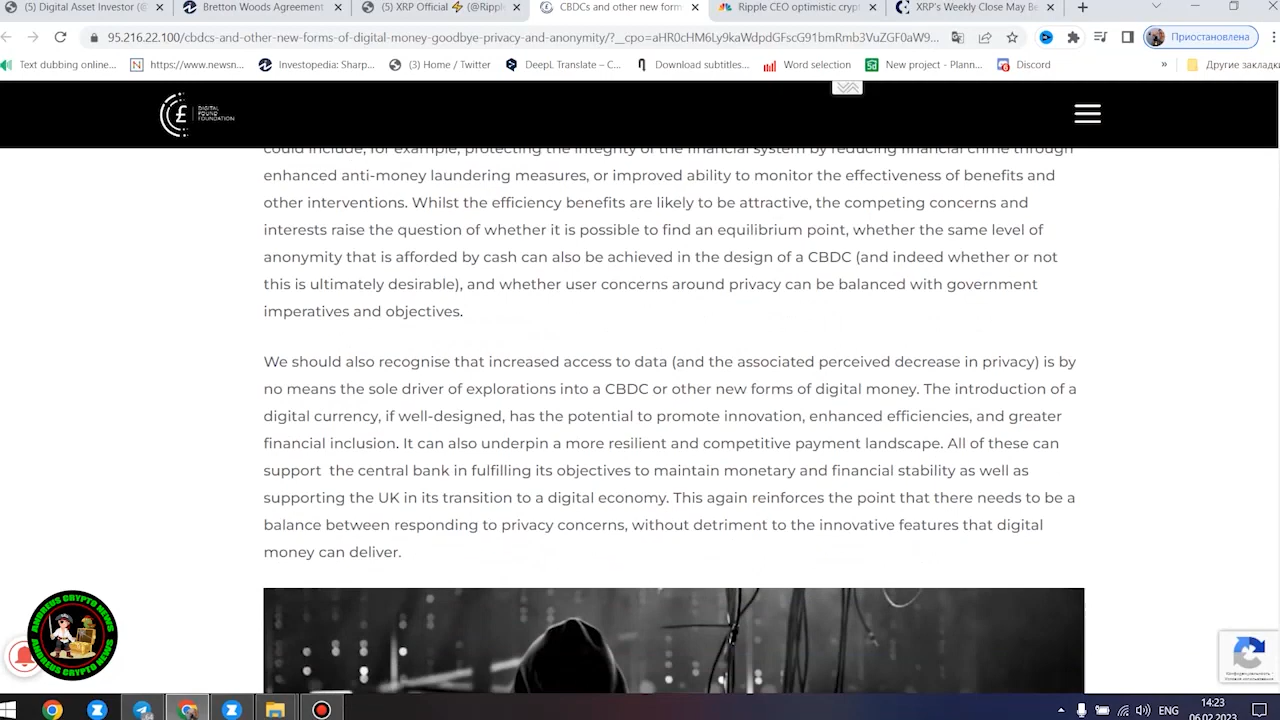 (5) Digital Asset Investor (@
Bretton Woods Agreement
(5) XRP Official ⚡ (@Ripple
CBDCs and other new form
Ripple CEO optimistic crypt
XRP's Weekly Close May Be
95.216.22.100/cbdcs-and-other-new-forms-of-digital-money-goodbye-privacy-and-anonymity/?__cpo=aHR0cHM6Ly9kaWdpdGFscG91bmRmb3VuZGF0aW9...
Приостановлена
Text dubbing online...
https://www.newsn...
Investopedia: Sharp...
(3) Home / Twitter
DeepL Translate – C...
Download subtitles...
Word selection
New project - Plann...
Discord
»
Другие закладки
DIGITAL
POUND
FOUNDATION
could include, for example, protecting the integrity of the financial system by reducing financial crime through
enhanced anti-money laundering measures, or improved ability to monitor the effectiveness of benefits and
other interventions. Whilst the efficiency benefits are likely to be attractive, the competing concerns and
interests raise the question of whether it is possible to find an equilibrium point, whether the same level of
anonymity that is afforded by cash can also be achieved in the design of a CBDC (and indeed whether or not
this is ultimately desirable), and whether user concerns around privacy can be balanced with government
imperatives and objectives.
We should also recognise that increased access to data (and the associated perceived decrease in privacy) is by
no means the sole driver of explorations into a CBDC or other new forms of digital money. The introduction of a
digital currency, if well-designed, has the potential to promote innovation, enhanced efficiencies, and greater
financial inclusion. It can also underpin a more resilient and competitive payment landscape. All of these can
support the central bank in fulfilling its objectives to maintain monetary and financial stability as well as
supporting the UK in its transition to a digital economy. This again reinforces the point that there needs to be a
balance between responding to privacy concerns, without detriment to the innovative features that digital
money can deliver.
ANDREUS CRYPTO NEWS
ANDREUS CRYPTO NEWS
ENG
14:23
06.02.2023